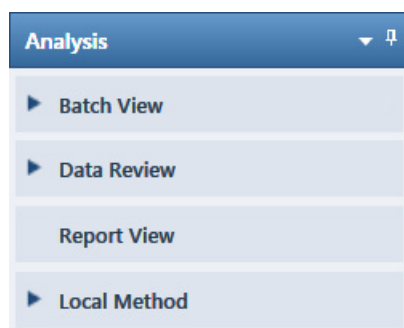 Analysis
Batch View
Data Review
Report View
Local Method